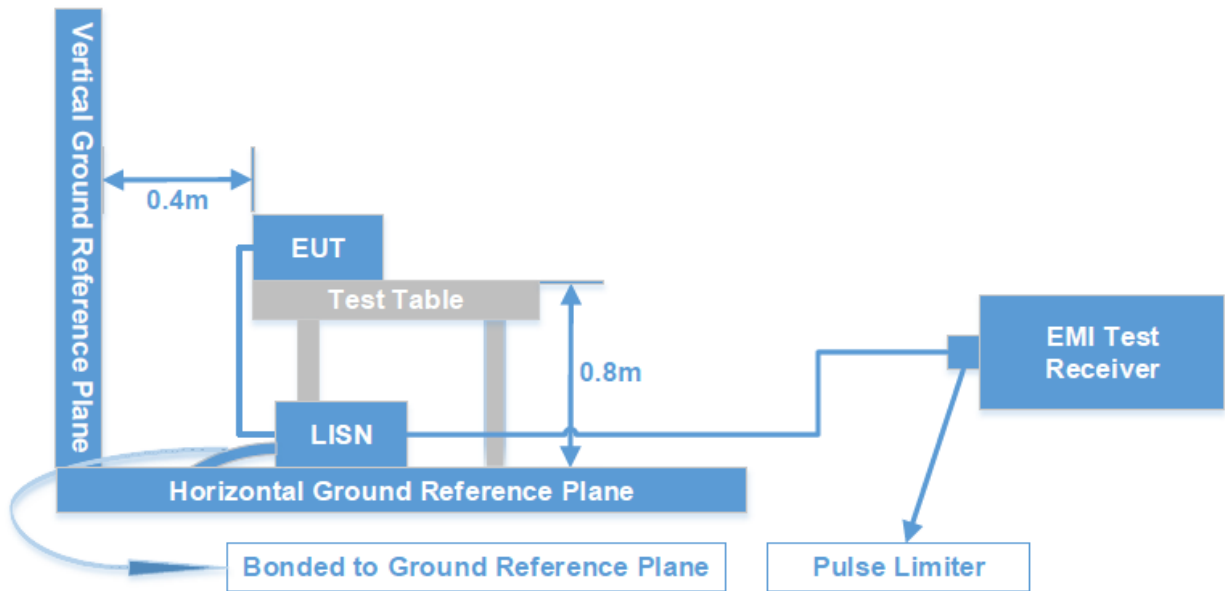 Vertical Ground Reference Plane
0.4m
EUT
Test Table
0.8m
EMI Test
Receiver
LISN
Horizontal Ground Reference Plane
Bonded to Ground Reference Plane
Pulse Limiter